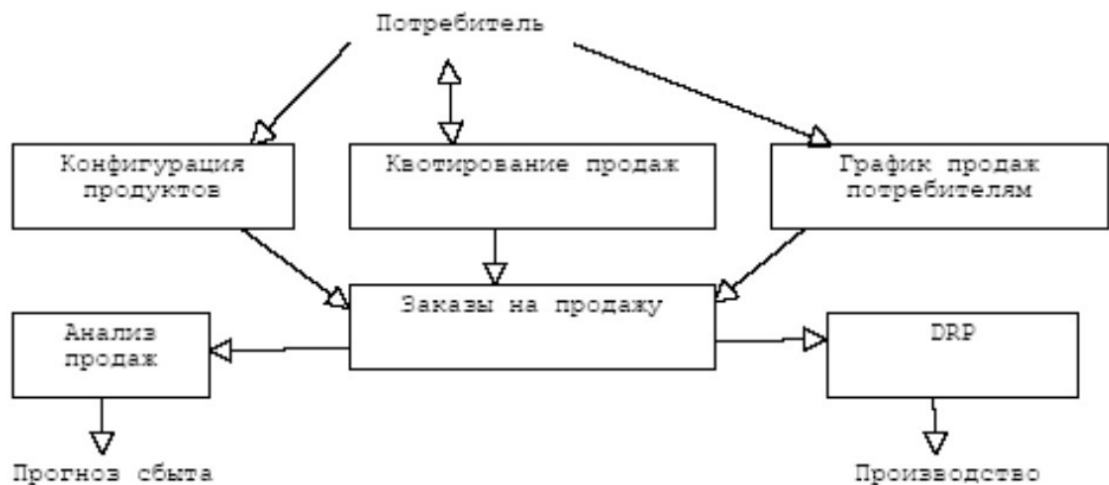 Потребитель
Конфигурация
продуктов
Квотирование продаж
График продаж
потребителям
Заказы на продажу
Анализ
продаж
DRP
Прогноз сбыта
Производство